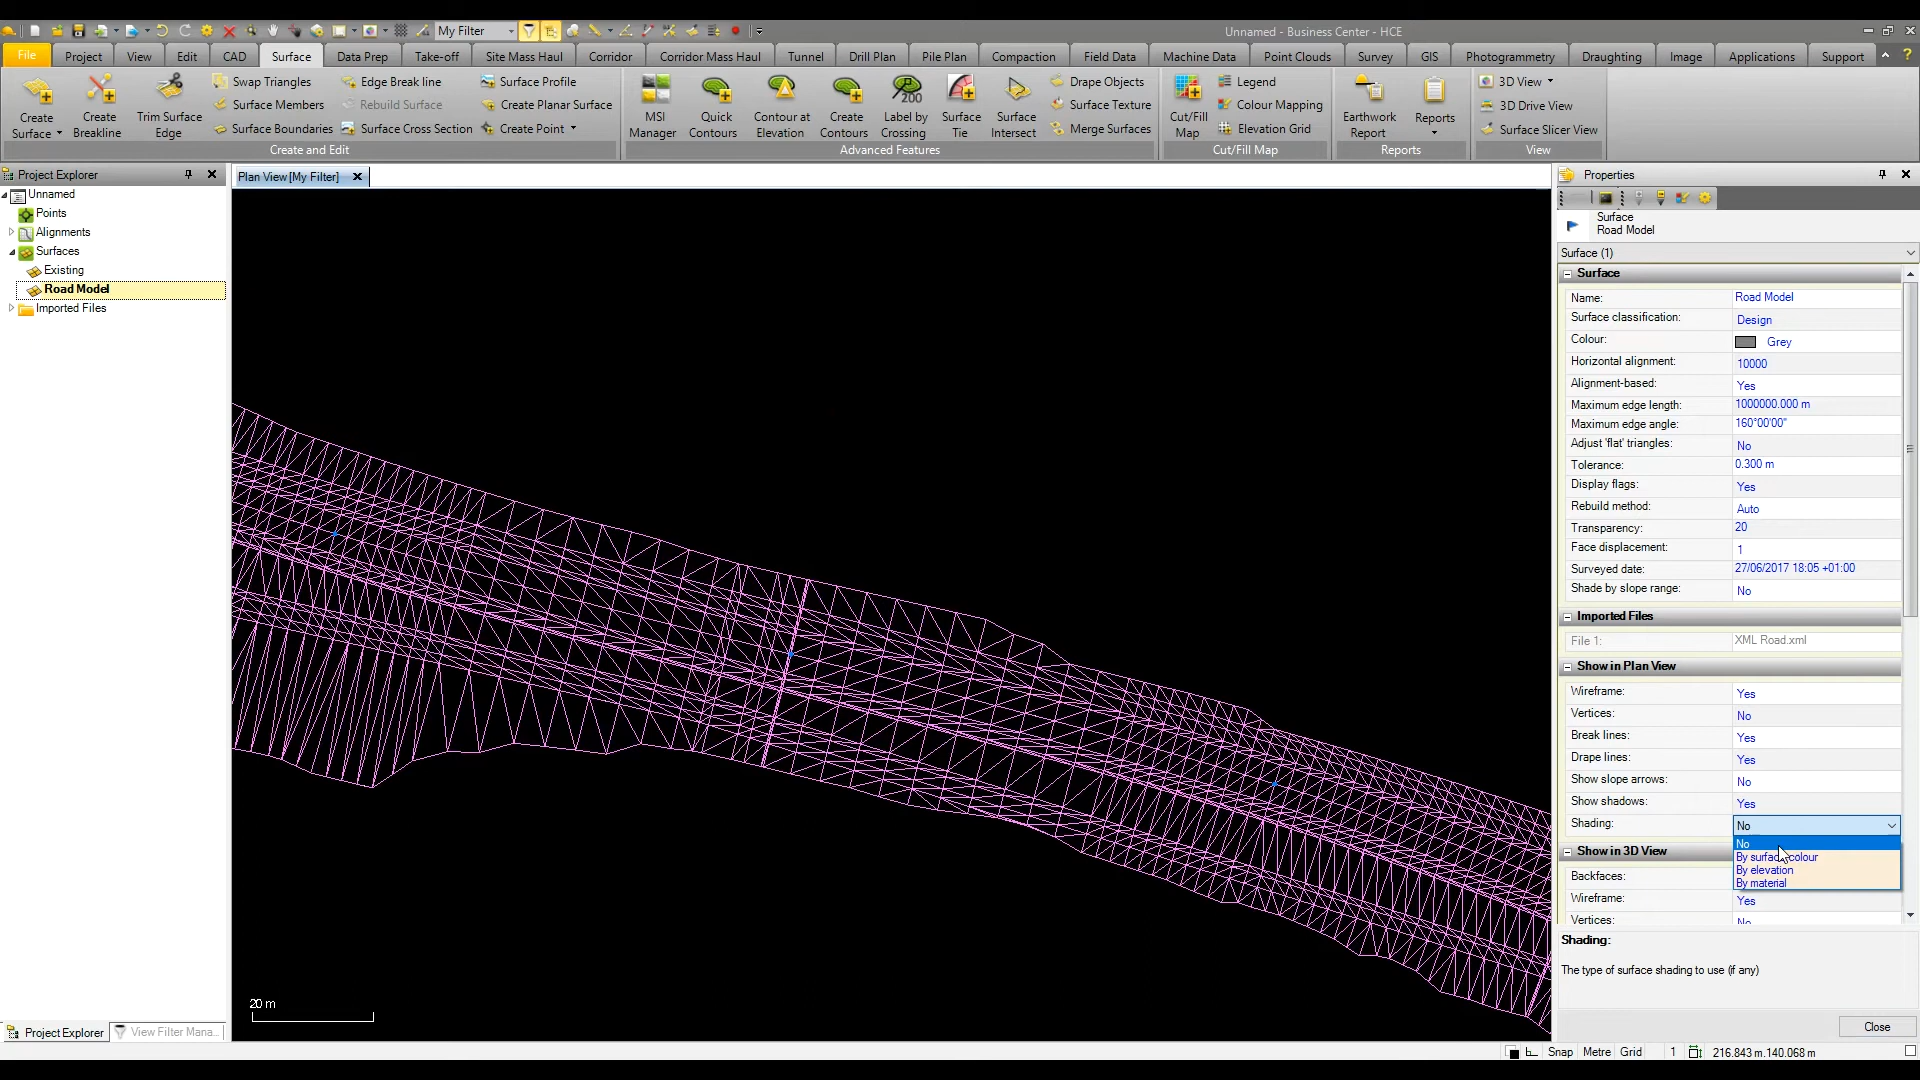 My Filter
Unnamed - Business Center - HCE
File Project View Edit CAD Surface Data Prep Take-off Site Mass Haul Corridor Corridor Mass Haul Tunnel Drill Plan Pile Plan Compaction Field Data Machine Data Point Clouds Survey GIS Photogrammetry Draughting Image Applications Support
Create Surface
Create Breakline
Trim Surface Edge
Swap Triangles
Surface Members
Surface Boundaries
Edge Break line
Rebuild Surface
Surface Cross Section
Surface Profile
Create Planar Surface
Create Point
Create and Edit
MSI Manager
Quick Contours
Contour at Elevation
Create Contours
200
Label by Crossing
Surface Tie
Surface Intersect
Drape Objects
Surface Texture
Merge Surfaces
Advanced Features
Cut/Fill Map
Legend
Colour Mapping
Elevation Grid
Cut/Fill Map
Earthwork Report
Reports
Reports
3D View
3D Drive View
Surface Slicer View
View
Project Explorer
Unnamed
Points
Alignments
Surfaces
Existing
Road Model
Imported Files
Project Explorer
View Filter Mana...
Plan View [My Filter]
20 m
Properties
Surface
Road Model
Surface (1)
Surface
Name: Road Model
Surface classification: Design
Colour: Grey
Horizontal alignment: 10000
Alignment-based: Yes
Maximum edge length: 1000000.000 m
Maximum edge angle: 160°00'00"
Adjust 'flat' triangles: No
Tolerance: 0.300 m
Display flags: Yes
Rebuild method: Auto
Transparency: 20
Face displacement: 1
Surveyed date: 27/06/2017 18:05 +01:00
Shade by slope range: No
Imported Files
File 1: XML Road.xml
Show in Plan View
Wireframe: Yes
Vertices: No
Break lines: Yes
Drape lines: Yes
Show slope arrows: No
Show shadows: Yes
Shading: No
No
By surface colour
By elevation
By material
Show in 3D View
Backfaces:
Wireframe: Yes
Vertices: No
Shading:
The type of surface shading to use (if any)
Close
Snap Metre Grid 1 216.843 m,140.068 m